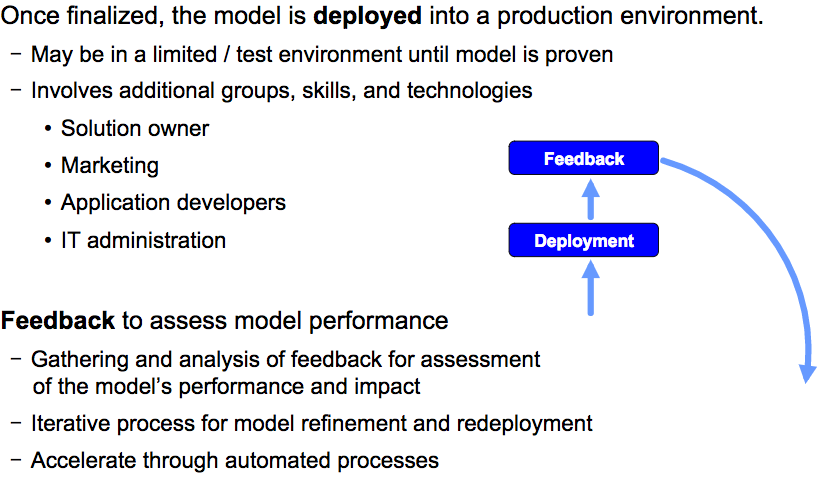 Once finalized, the model is deployed into a production environment.
– May be in a limited / test environment until model is proven
– Involves additional groups, skills, and technologies
• Solution owner
• Marketing
• Application developers
• IT administration
Feedback
Deployment
Feedback to assess model performance
– Gathering and analysis of feedback for assessment
of the model's performance and impact
– Iterative process for model refinement and redeployment
– Accelerate through automated processes